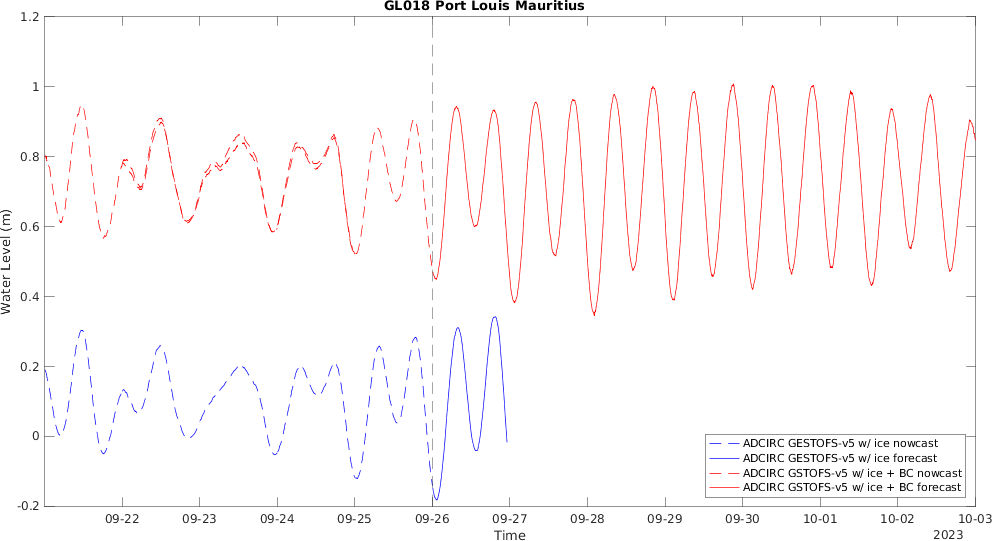 GL018 Port Louis Mauritius
1.2
1
0.8
0.6
0.4
0.2
0
-0.2
Water Level (m)
ADCIRC GESTOFS-v5 w/ ice nowcast
ADCIRC GESTOFS-v5 w/ ice forecast
ADCIRC GSTOFS-v5 w/ ice + BC nowcast
ADCIRC GSTOFS-v5 w/ ice + BC forecast
09-22 09-23 09-24 09-25 09-26 09-27 09-28 09-29 09-30 10-01 10-02 10-03
Time
2023